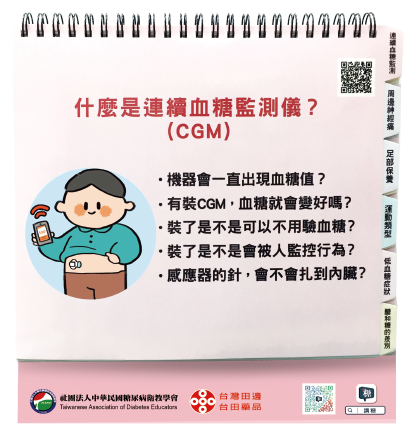 什麼是連續血糖監測儀？
(CGM)
・機器會一直出現血糖值？
・有裝CGM，血糖就會變好嗎？
・裝了是不是可以不用驗血糖？
・裝了是不是會被人監控行為？
・感應器的針，會不會扎到內臟？
連續血糖監測
周邊神經痛
足部保養
運動類型
低血糖症狀
醣和糖的差別
社團法人中華民國糖尿病衛教學會
Taiwanese Association of Diabetes Educators
台灣田邊
台田藥品
講糖